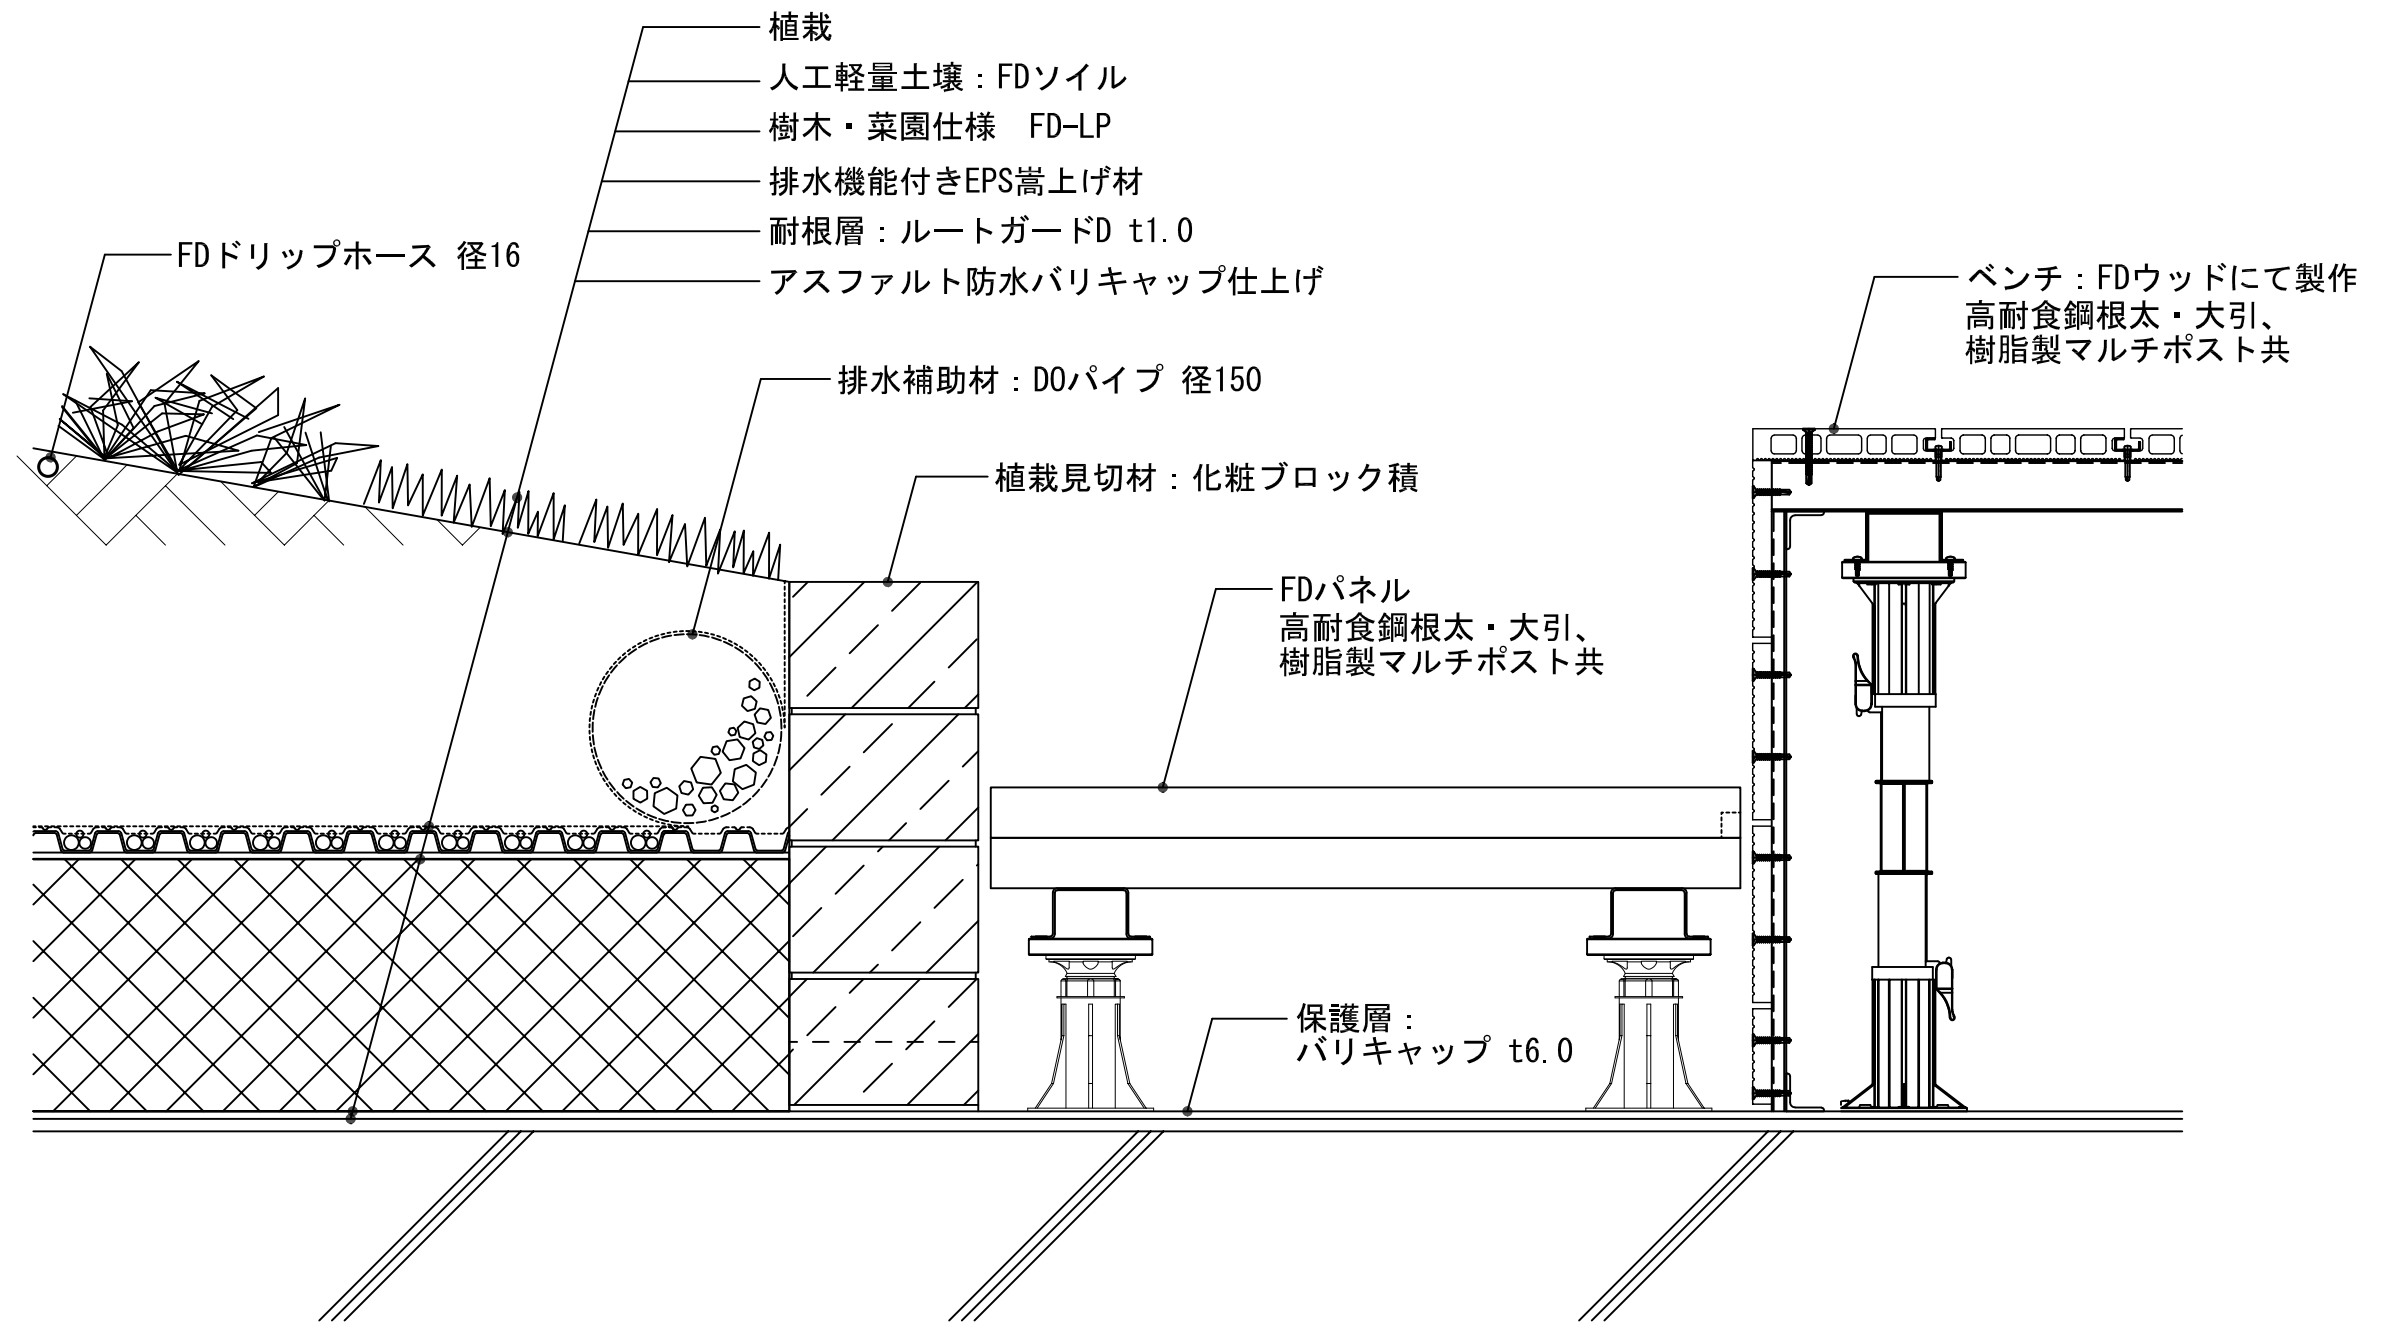 植栽
人工軽量土壌：FDソイル
樹木・菜園仕様　FD-LP
排水機能付きEPS嵩上げ材
耐根層：ルートガードD t1.0
アスファルト防水バリキャップ仕上げ
FDドリップホース 径16
ベンチ：FDウッドにて製作
高耐食鋼根太・大引、
樹脂製マルチポスト共
排水補助材：DOパイプ 径150
植栽見切材：化粧ブロック積
FDパネル
高耐食鋼根太・大引、
樹脂製マルチポスト共
保護層：
バリキャップ t6.0